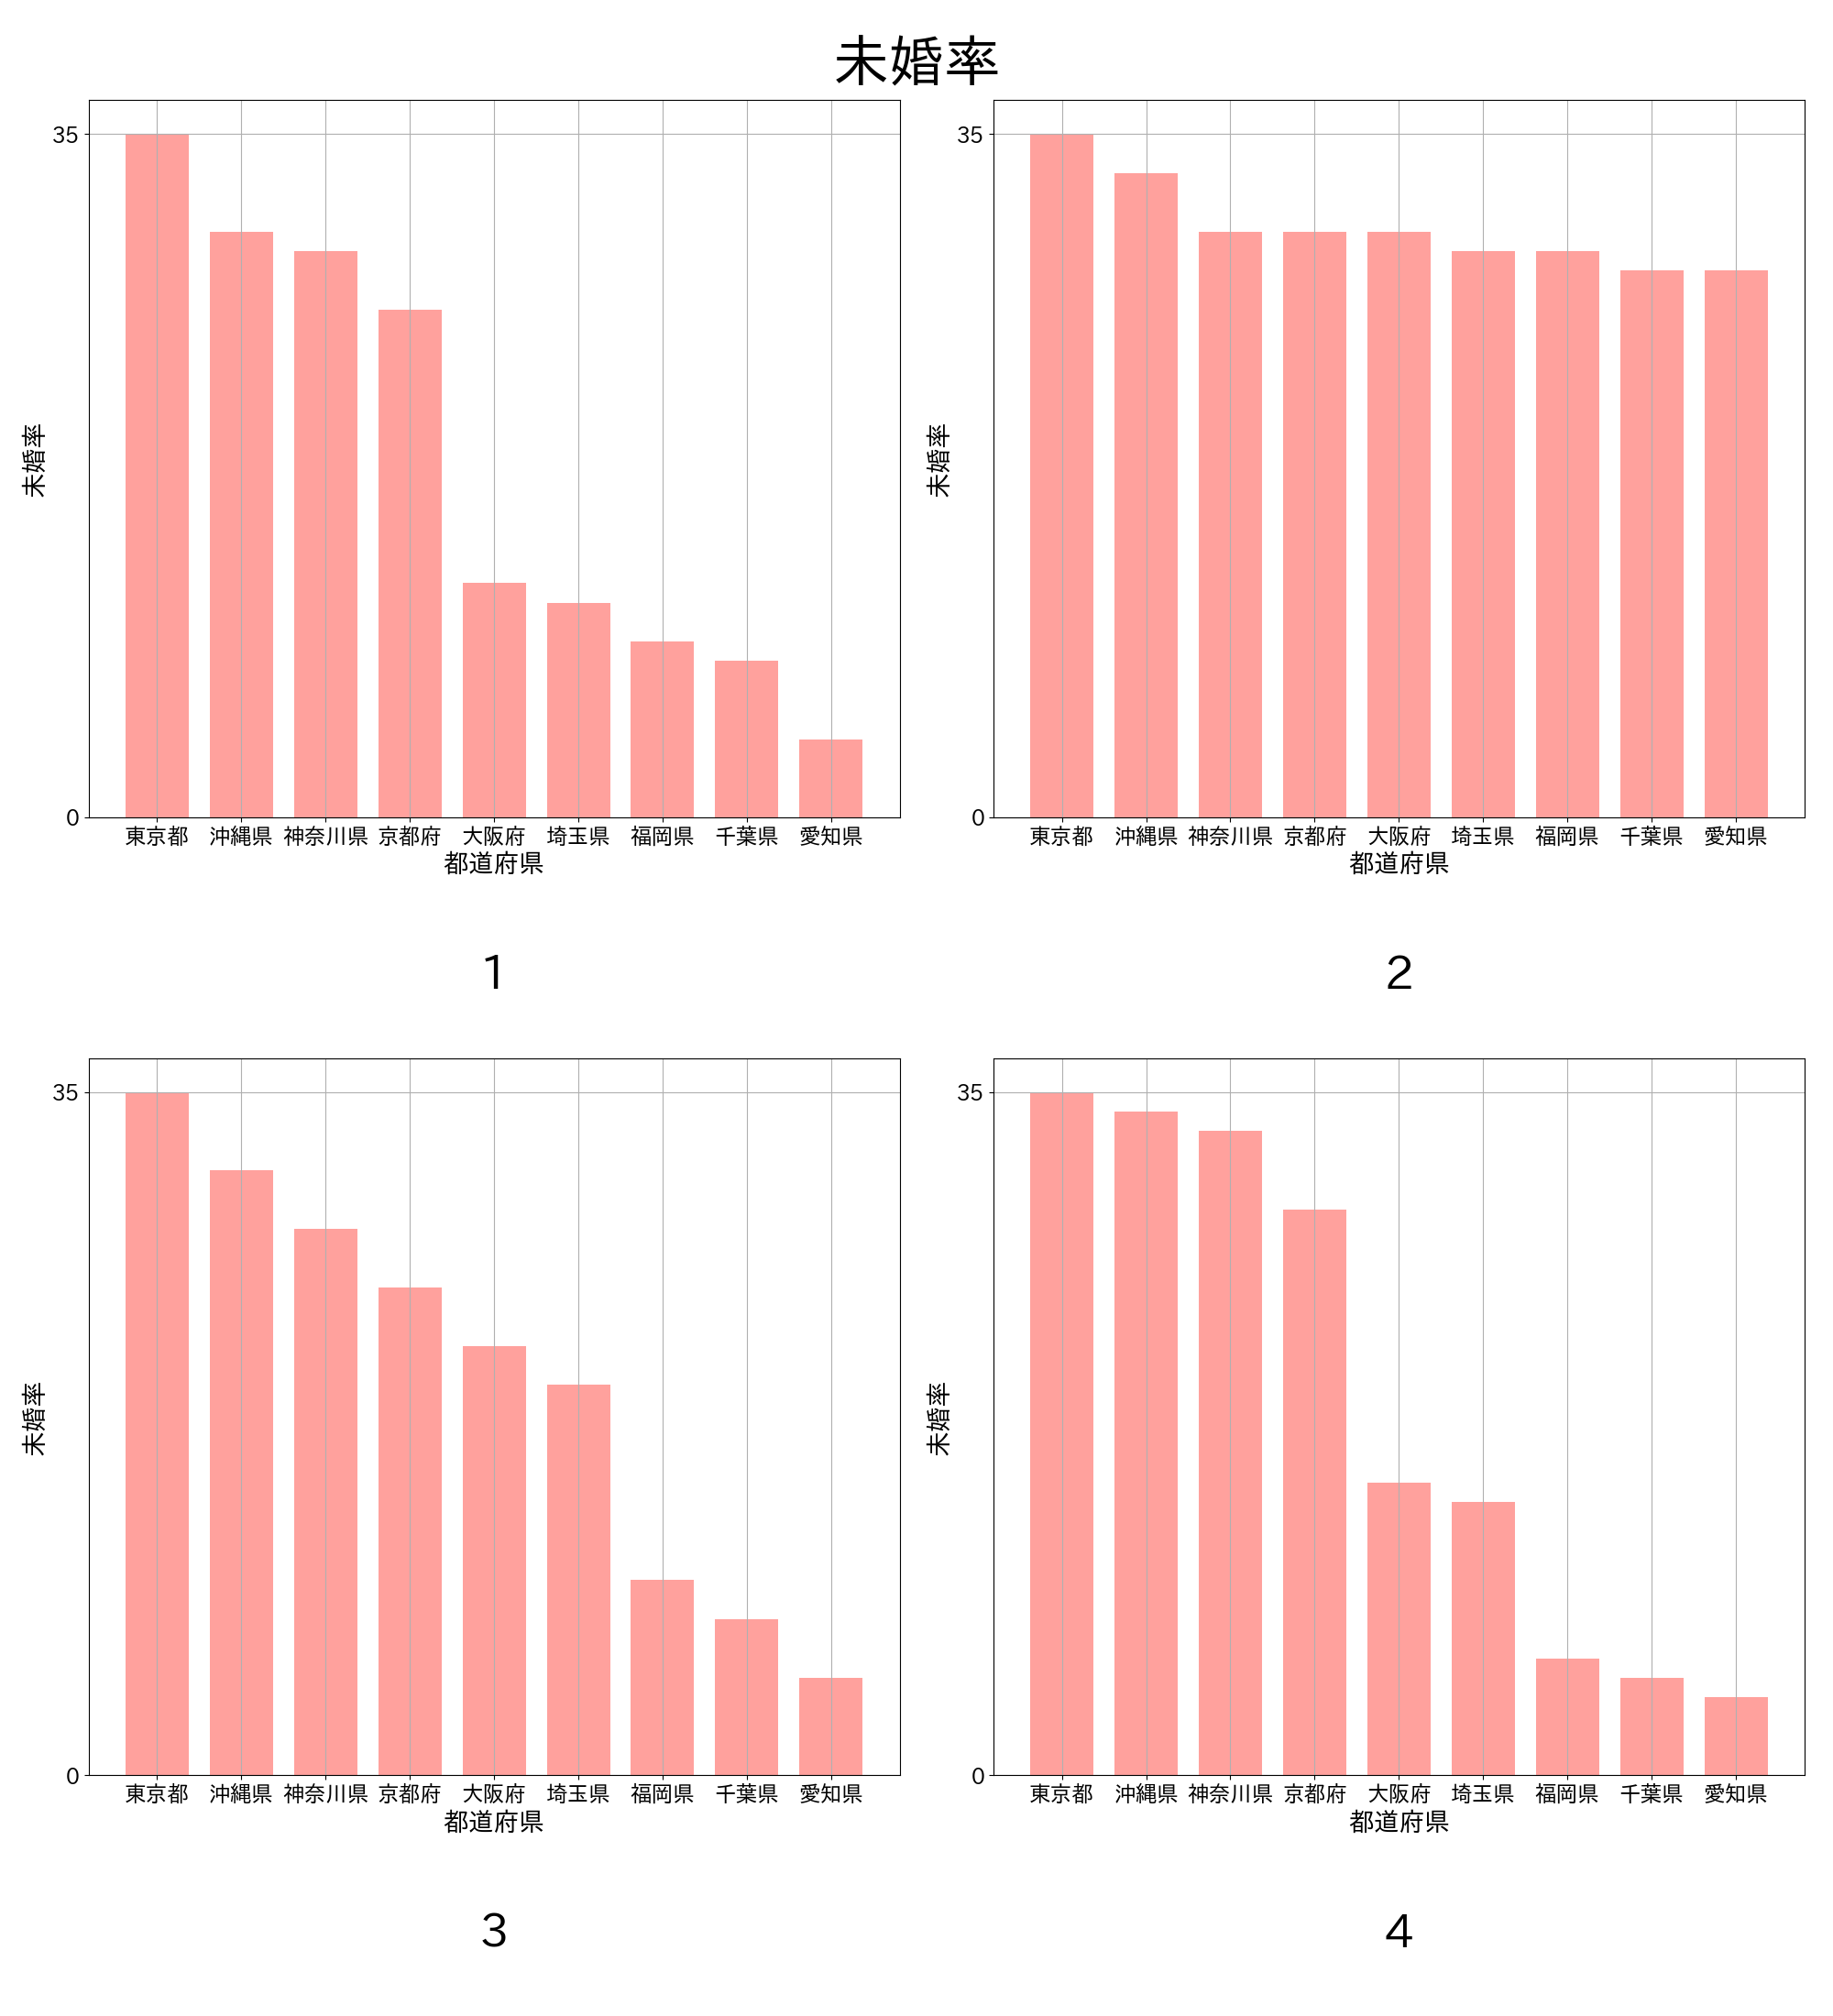 未婚率
35
0
未婚率
東京都 沖縄県 神奈川県 京都府 大阪府 埼玉県 福岡県 千葉県 愛知県
都道府県
1
35
0
未婚率
東京都 沖縄県 神奈川県 京都府 大阪府 埼玉県 福岡県 千葉県 愛知県
都道府県
2
35
0
未婚率
東京都 沖縄県 神奈川県 京都府 大阪府 埼玉県 福岡県 千葉県 愛知県
都道府県
3
35
0
未婚率
東京都 沖縄県 神奈川県 京都府 大阪府 埼玉県 福岡県 千葉県 愛知県
都道府県
4